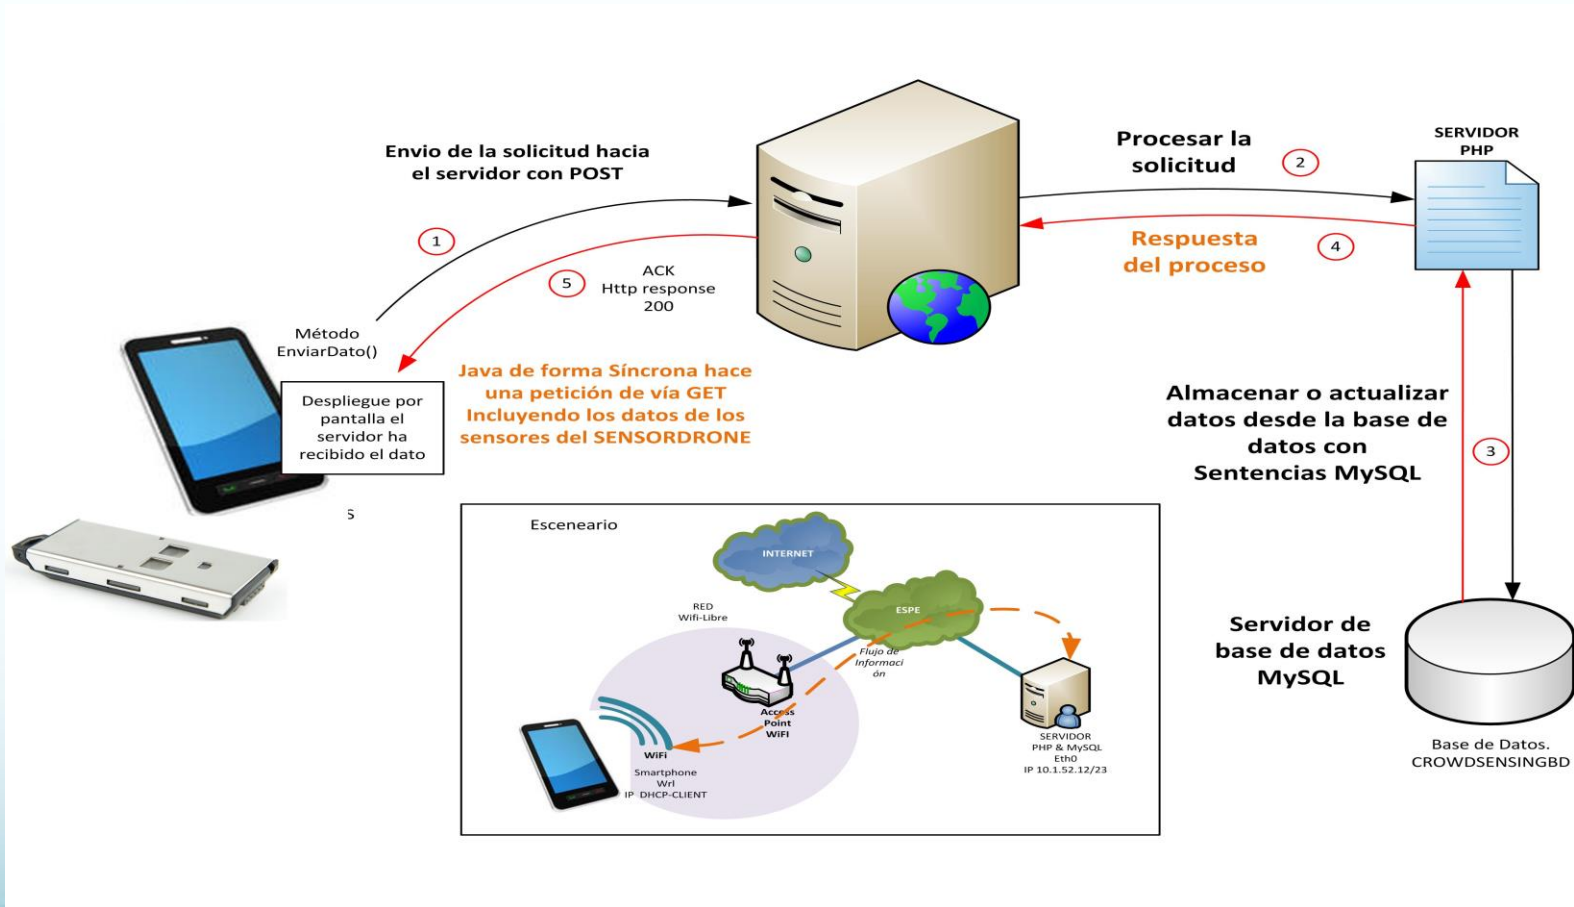 Envio de la solicitud hacia
el servidor con POST
1
Método
EnviarDato()
5
ACK
Http response
200
Despliegue por
pantalla el
servidor ha
recibido el dato
s
Java de forma Síncrona hace
una petición de vía GET
Incluyendo los datos de los
sensores del SENSORDRONE
Procesar la
solicitud
2
SERVIDOR
PHP
Respuesta
del proceso
4
Almacenar o actualizar
datos desde la base de
datos con
Sentencias MySQL
3
Servidor de
base de datos
MySQL
Base de Datos.
CROWDSENSINGBD
Esceneario
INTERNET
ESPE
RED
Wifi-Libre
Flujo de
Informaci
ón
Access
Point
WiFI
WiFi
Smartphone
Wrl
IP DHCP-CLIENT
SERVIDOR
PHP & MySQL
Eth0
IP 10.1.52.12/23